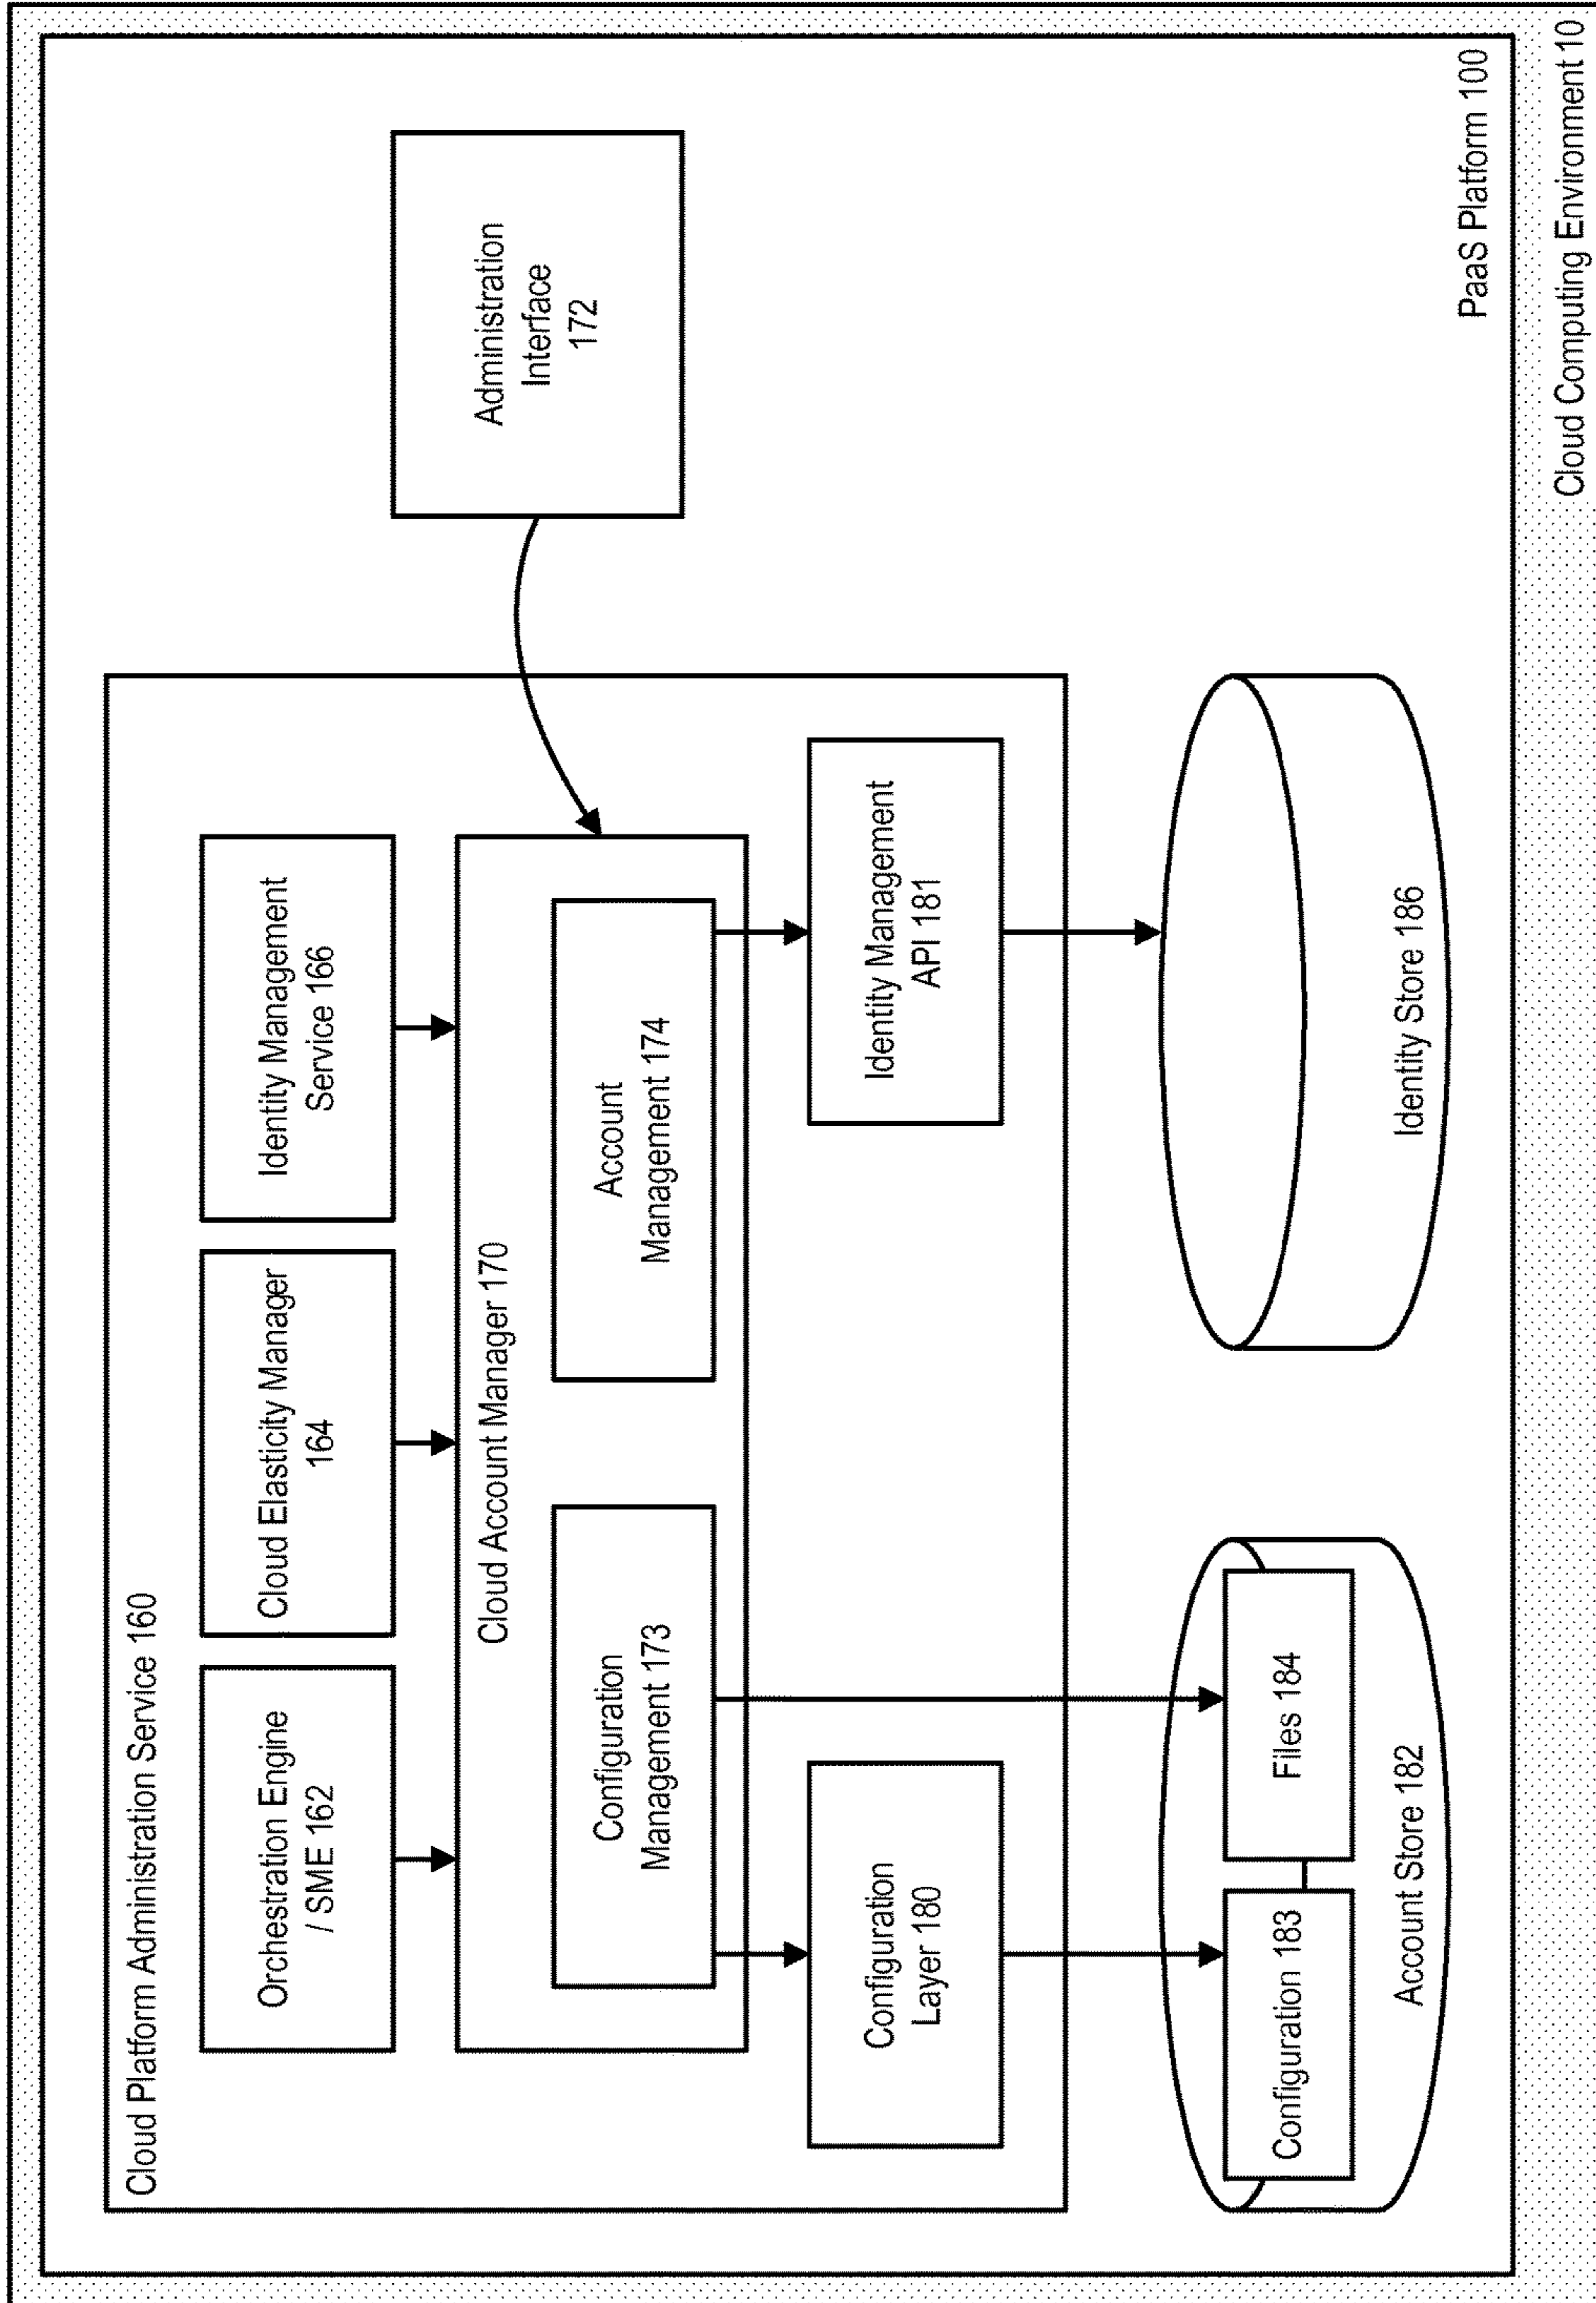 Cloud Platform Administration Service 160
Orchestration Engine
/ SME 162
Cloud Elasticity Manager
164
Identity Management
Service 166
Cloud Account Manager 170
Administration
Interface
172
Configuration
Management 173
Account
Management 174
Configuration
Layer 180
Identity Management
API 181
Configuration 183
Files 184
Account Store 182
Identity Store 186
PaaS Platform 100
Cloud Computing Environment 10